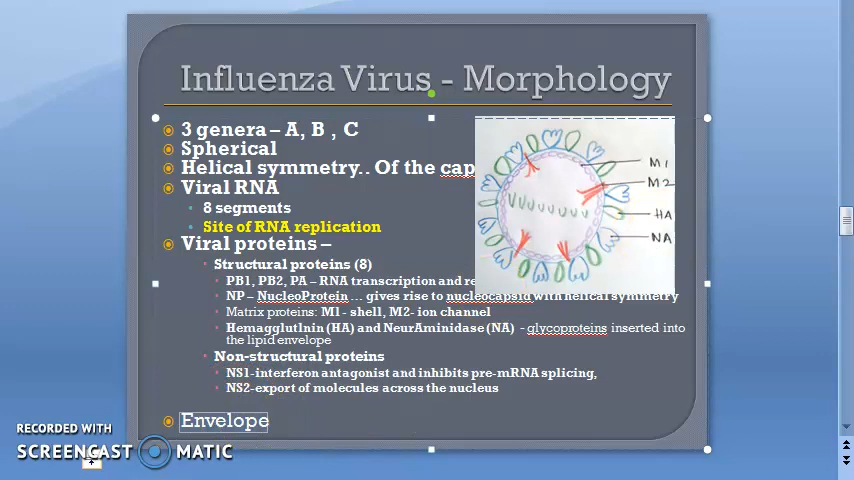 Influenza Virus - Morphology
3 genera – A, B , C
Spherical
Helical symmetry.. Of the cap
Viral RNA
8 segments
Site of RNA replication
Viral proteins –
Structural proteins (8)
PB1, PB2, PA – RNA transcription and re
NP – NucleoProtein ... gives rise to nucleocapsid with helical symmetry
Matrix proteins: M1 - shell, M2- ion channel
HemagglutInin (HA) and NeurAminidase (NA) - glycoproteins inserted into
the lipid envelope
Non-structural proteins
NS1-interferon antagonist and inhibits pre-mRNA splicing,
NS2-export of molecules across the nucleus
Envelope
M1
M2
HA
NA
RECORDED WITH
SCREENCAST MATIC